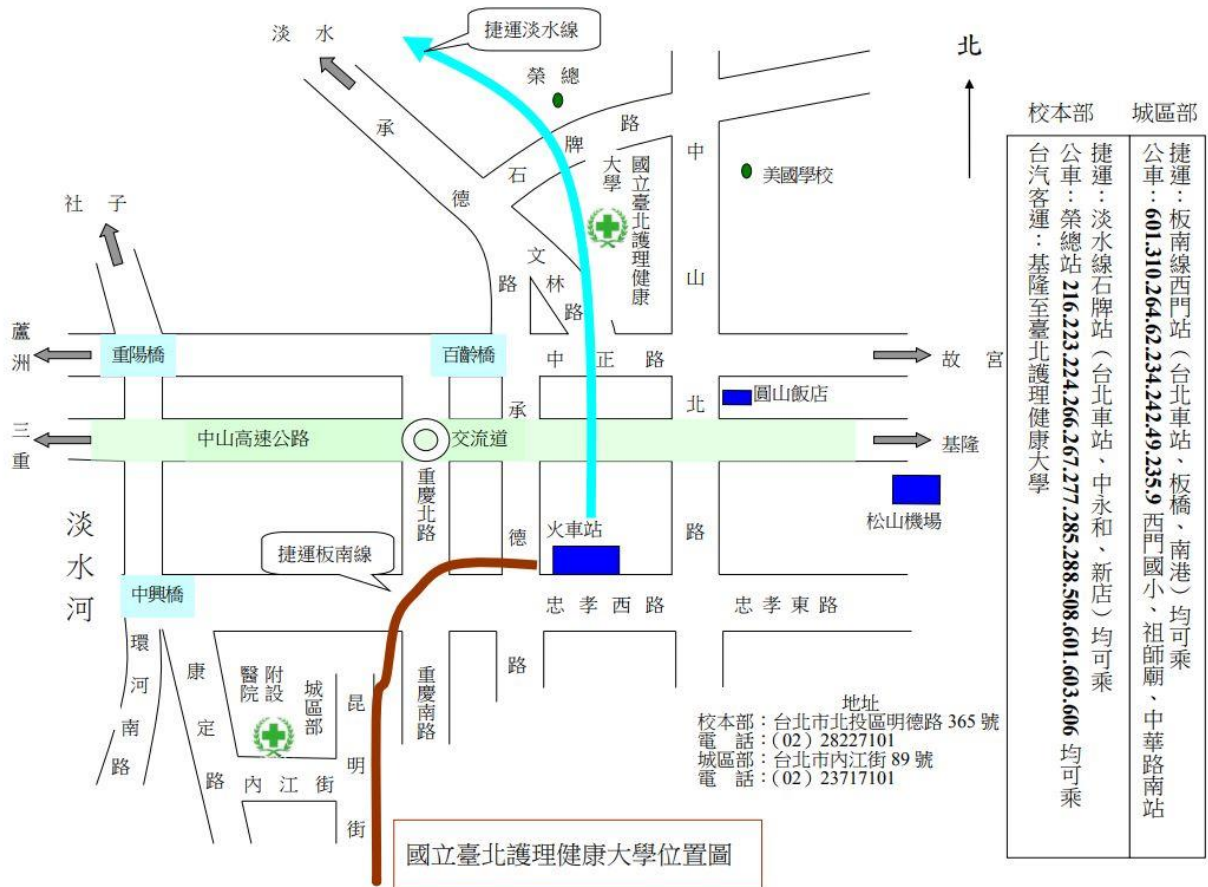 捷運淡水線
淡水
北
榮總
承德路
石牌路
中山北路
國立臺北護理健康
大學
美國學校
社子
文林路
蘆洲
重陽橋
百齡橋
中正路
故宮
圓山飯店
三重
中山高速公路
交流道
基隆
承德路
重慶北路
松山機場
淡水河
火車站
捷運板南線
中興橋
忠孝西路
忠孝東路
環河南路
康定路
附設
醫院
城區部
昆明街
重慶南路
內江街
地址
校本部：台北市北投區明德路 365 號
電 話：(02) 28227101
城區部：台北市內江街 89 號
電 話：(02) 23717101
國立臺北護理健康大學位置圖
城區部
捷運：板南線西門站（台北車站、板橋、南港）均可乘
公車：601.310.264.62.234.242.49.235.9 西門國小、祖師廟、中華路南站
校本部
捷運：淡水線石牌站（台北車站、中永和、新店）均可乘
公車：榮總站 216.223.224.266.267.277.285.288.508.601.603.606 均可乘
台汽客運：基隆至臺北護理健康大學